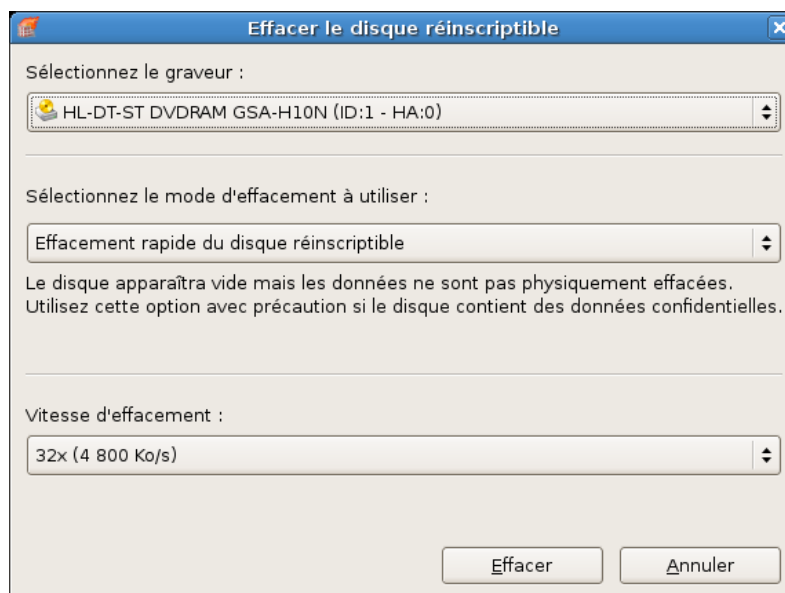 Effacer le disque réinscriptible
Sélectionnez le graveur :
HL-DT-ST DVDRAM GSA-H10N (ID:1 - HA:0)
Sélectionnez le mode d'effacement à utiliser :
Effacement rapide du disque réinscriptible
Le disque apparaîtra vide mais les données ne sont pas physiquement effacées.
Utilisez cette option avec précaution si le disque contient des données confidentielles.
Vitesse d'effacement :
32x (4 800 Ko/s)
Effacer
Annuler